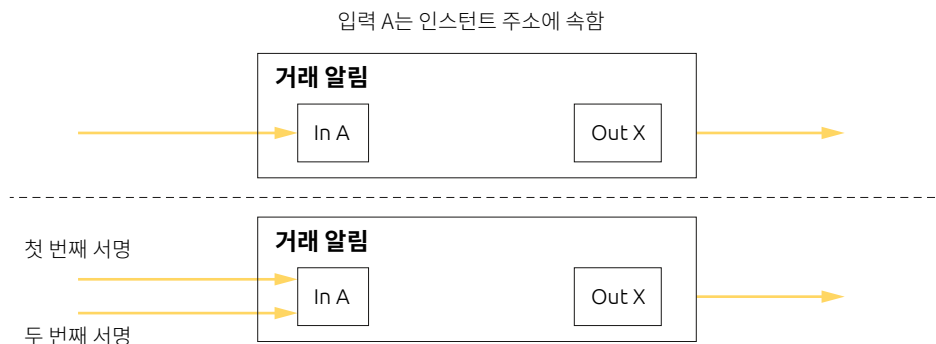 입력 A는 인스턴트 주소에 속함
거래 알림
In A
Out X
거래 알림
첫 번째 서명
In A
Out X
두 번째 서명